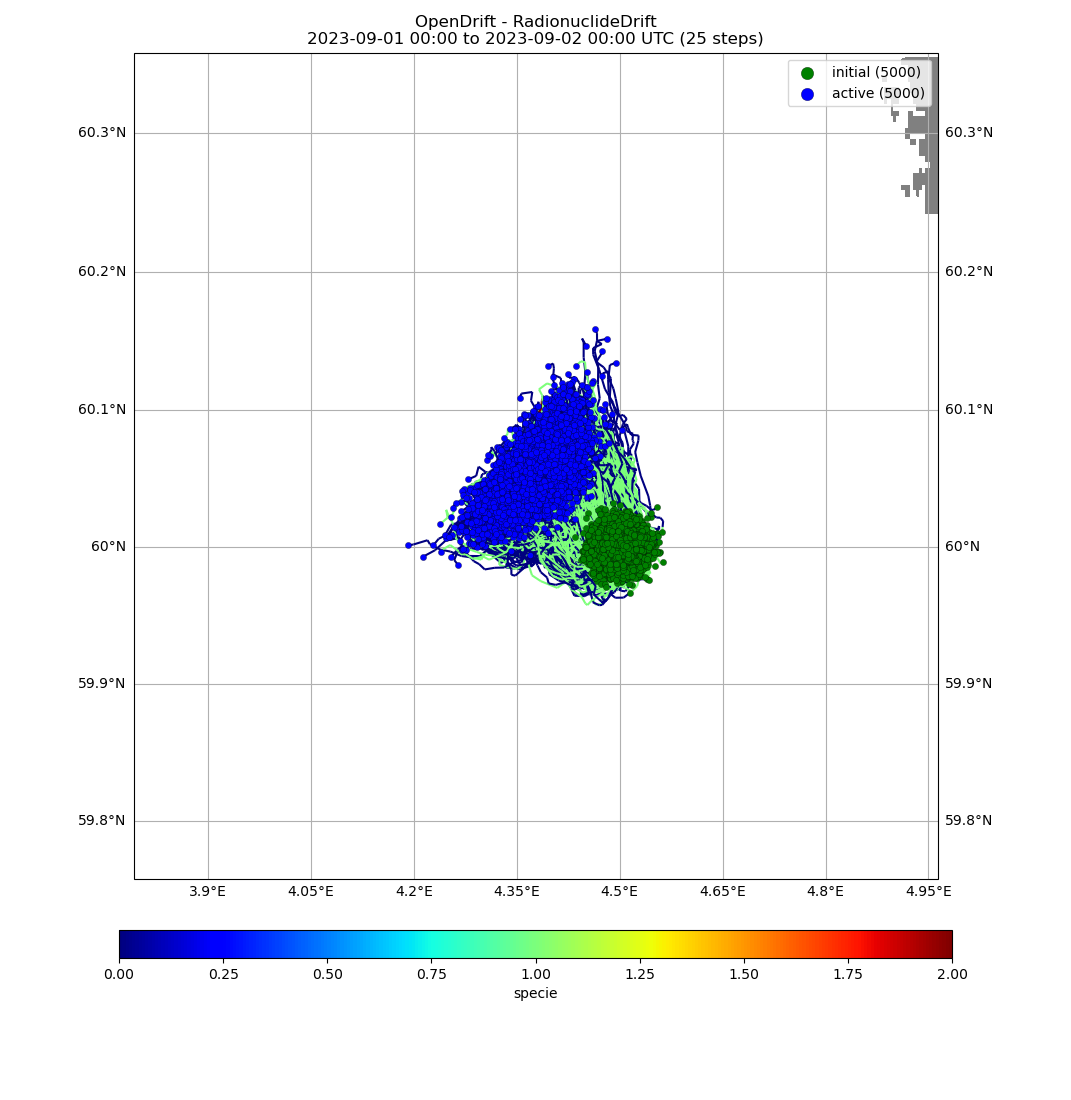 OpenDrift - RadionuclideDrift
2023-09-01 00:00 to 2023-09-02 00:00 UTC (25 steps)
initial (5000)
active (5000)
60.3°N 60.3°N
60.2°N 60.2°N
60.1°N 60.1°N
60°N 60°N
59.9°N 59.9°N
59.8°N 59.8°N
3.9°E 4.05°E 4.2°E 4.35°E 4.5°E 4.65°E 4.8°E 4.95°E
0.00 0.25 0.50 0.75 1.00 1.25 1.50 1.75 2.00
specie